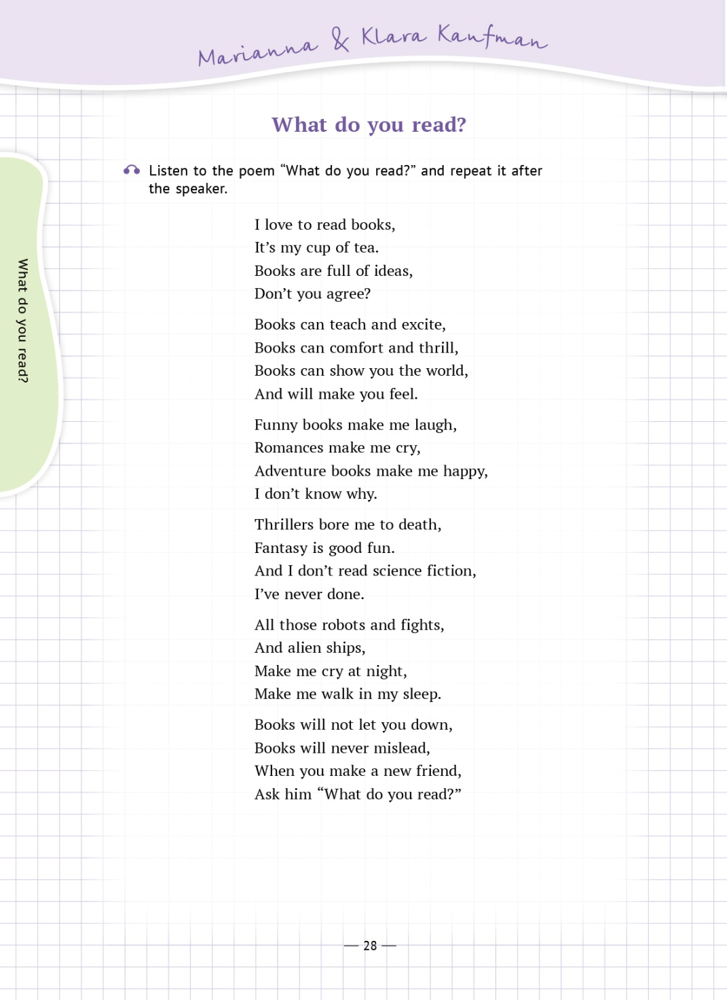 Marianna & Klara Kaufman
What do you read?
Listen to the poem “What do you read?” and repeat it after
the speaker.
I love to read books,
It’s my cup of tea.
Books are full of ideas,
Don’t you agree?
Books can teach and excite,
Books can comfort and thrill,
Books can show you the world,
And will make you feel.
Funny books make me laugh,
Romances make me cry,
Adventure books make me happy,
I don’t know why.
Thrillers bore me to death,
Fantasy is good fun.
And I don’t read science fiction,
I’ve never done.
All those robots and fights,
And alien ships,
Make me cry at night,
Make me walk in my sleep.
Books will not let you down,
Books will never mislead,
When you make a new friend,
Ask him “What do you read?”
What do you read?
— 28 —